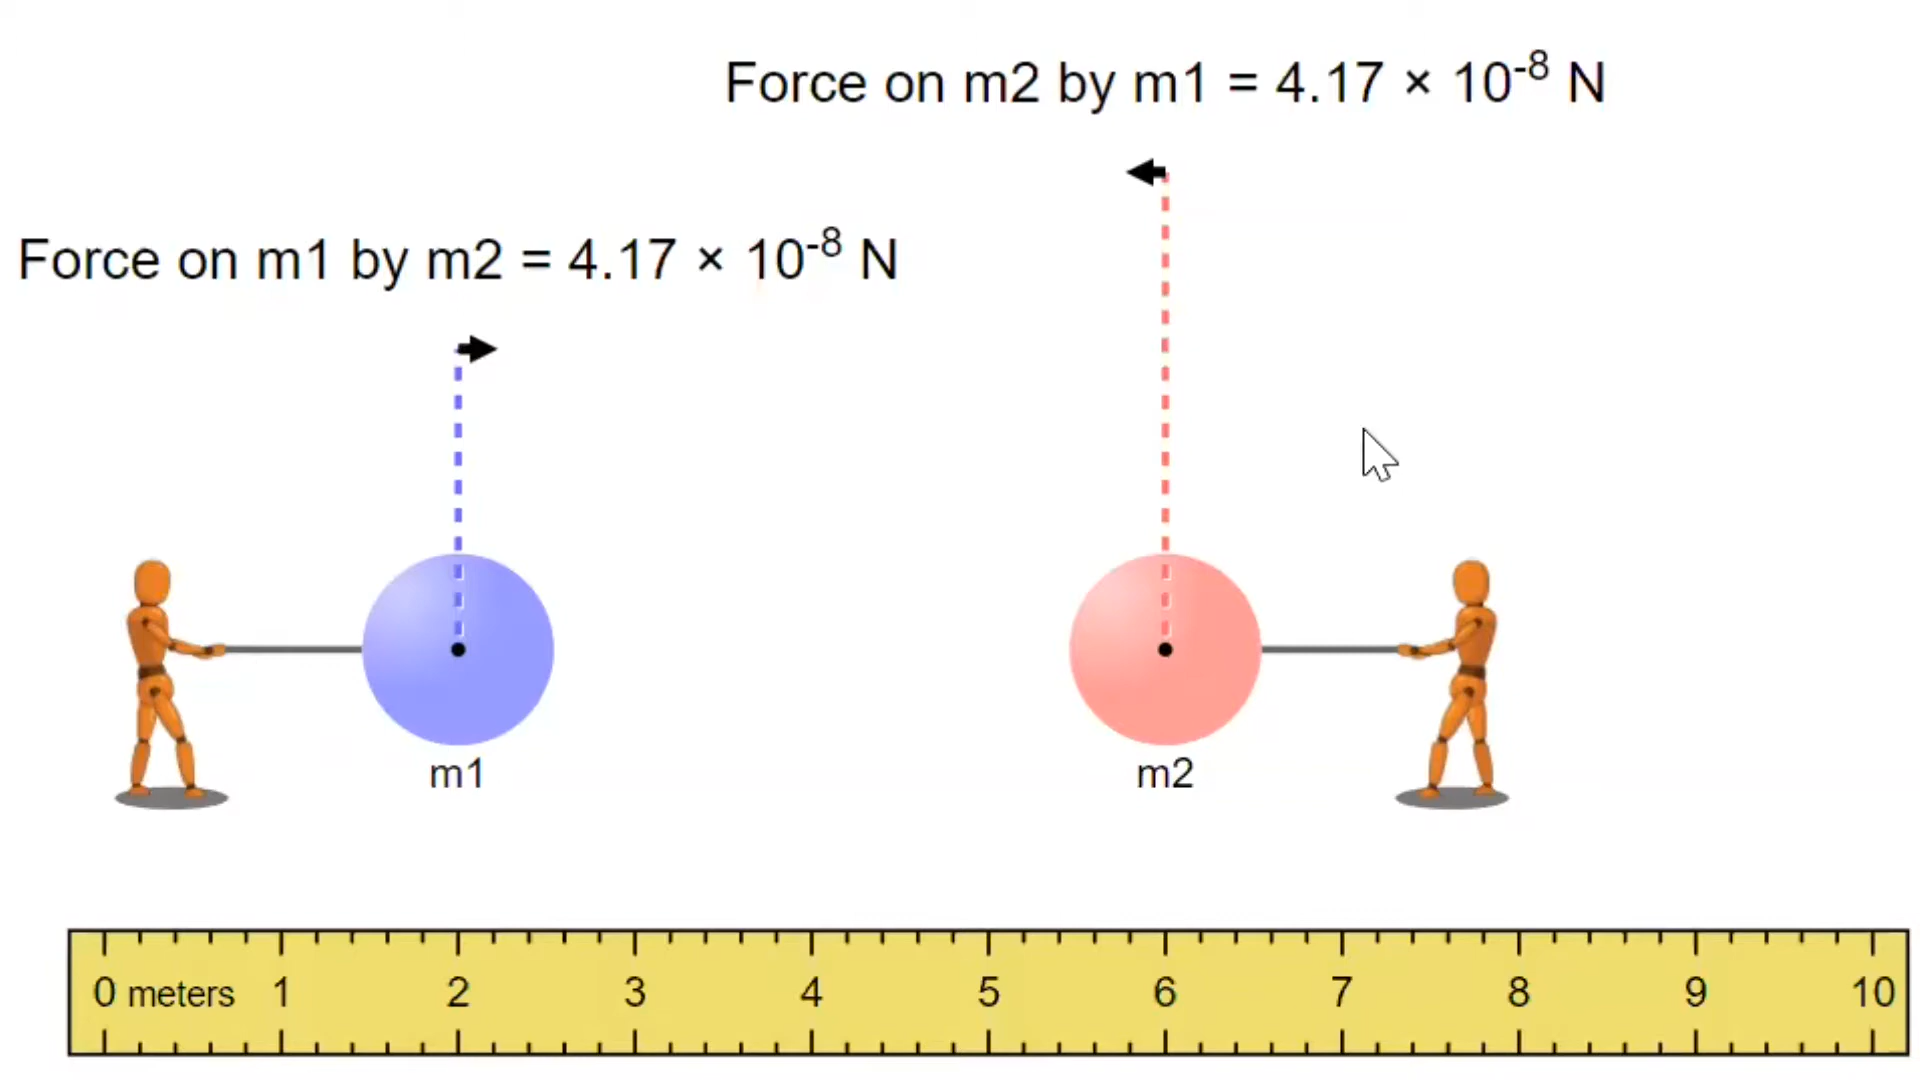 Force on m2 by m1 = 4.17 × 10⁻⁸ N
Force on m1 by m2 = 4.17 × 10⁻⁸ N
m1
m2
0 meters 1 2 3 4 5 6 7 8 9 10